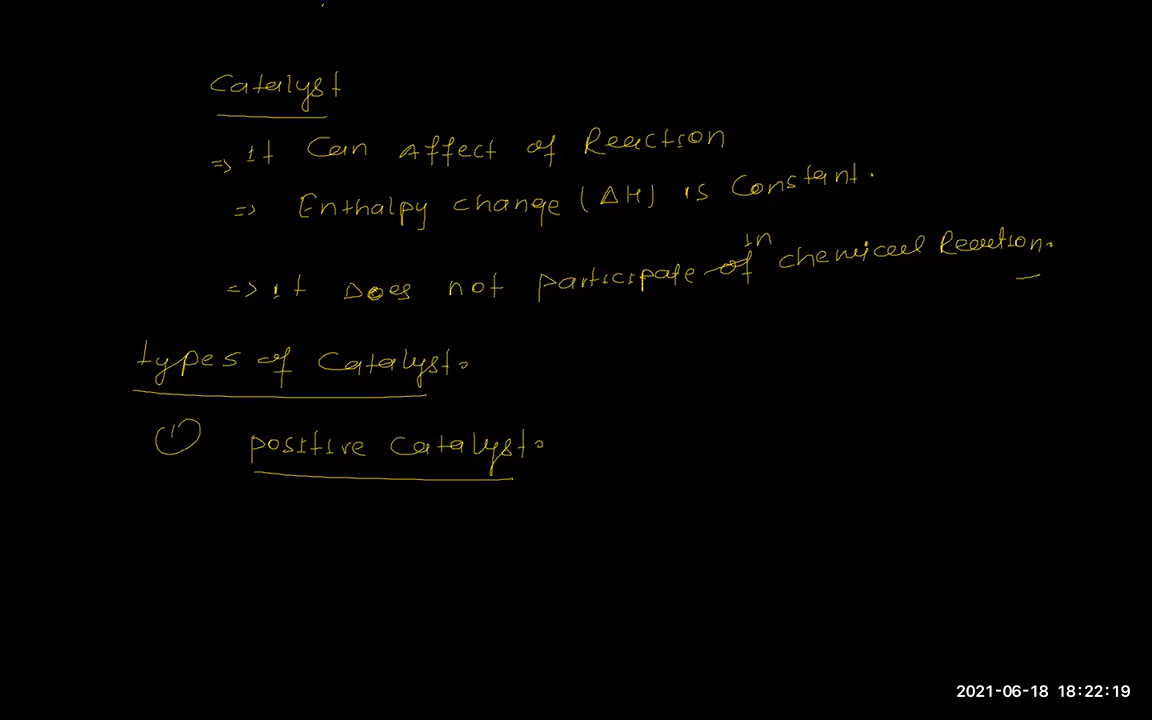 Catalyst
=> It Can Affect of Reaction
=> Enthalpy change (ΔH) is Constant.
=> It Does not participate of in chemical Reaction.
types of Catalyst.
① positive Catalyst.
2021-06-18 18:22:19